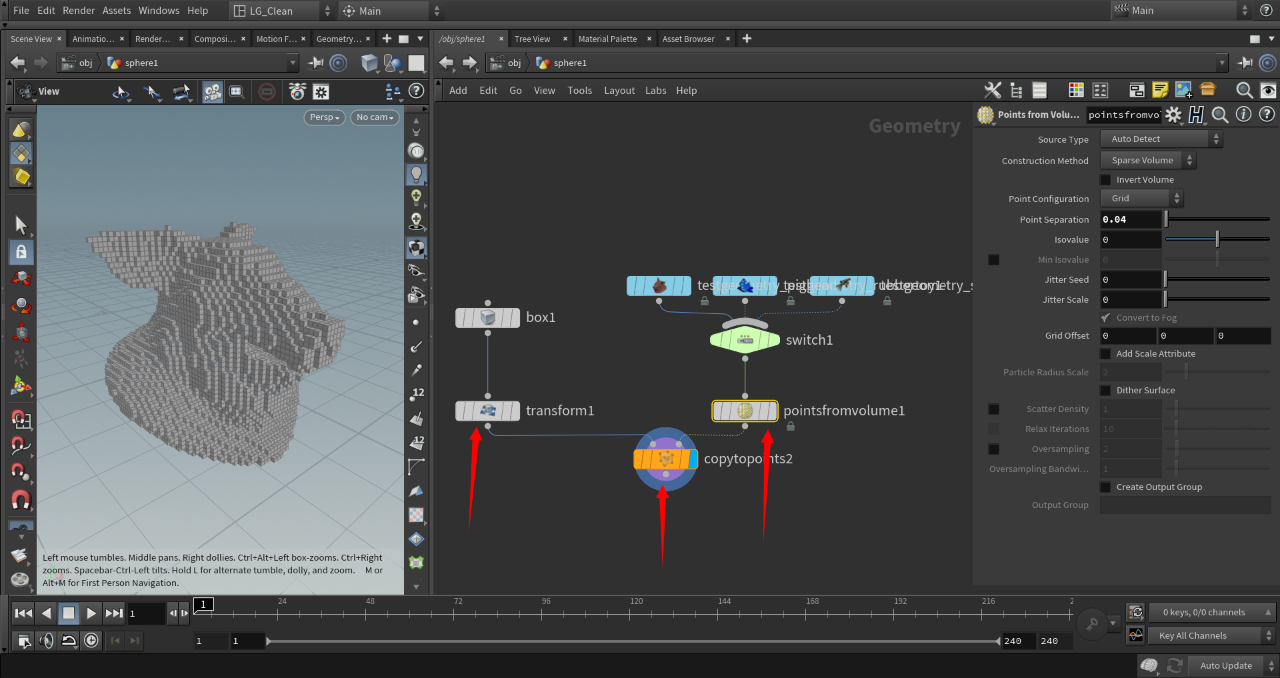 File Edit Render Assets Windows Help LG_Clean Main Main
Scene View Animatio... Render... Composi... Motion F... Geometry...
/obj/sphere1 Tree View Material Palette Asset Browser
obj sphere1
obj sphere1
View
Add Edit Go View Tools Layout Labs Help
Persp No cam
Geometry
box1
transform1
switch1
pointsfromvolume1
copytopoints2
12
12
Points from Volu... pointsfromvo
Source Type Auto Detect
Construction Method Sparse Volume
Invert Volume
Point Configuration Grid
Point Separation 0.04
Isovalue 0
Min Isovalue 0
Jitter Seed 0
Jitter Scale 0
Convert to Fog
Grid Offset 0 0 0
Add Scale Attribute
Particle Radius Scale 2
Dither Surface
Scatter Density 1
Relax Iterations 10
Oversampling 2
Oversampling Bandwi... 1
Create Output Group
Output Group
Left mouse tumbles. Middle pans. Right dollies. Ctrl+Alt+Left box-zooms. Ctrl+Right
zooms. Spacebar-Ctrl-Left tilts. Hold L for alternate tumble, dolly, and zoom. M or
Alt+M for First Person Navigation.
1 1 24 48 72 96 120 144 168 192 216 2
0 keys, 0/0 channels
1 1 240 240
Key All Channels
Auto Update